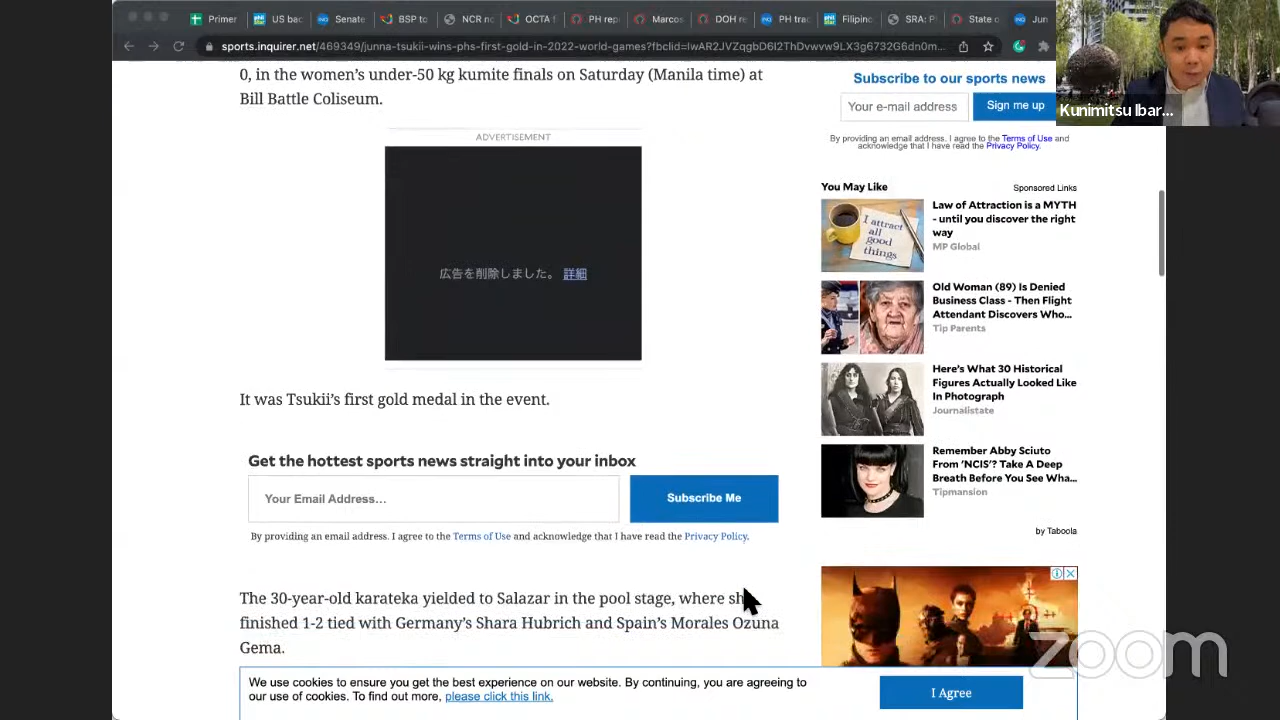 Primer
US bac
Senate
BSP to
NCR no
OCTA f
PH rep
Marcos
DOH re
PH trac
Filipino
SRA: P
State o
Jun
sports.inquirer.net/469349/junna-tsukii-wins-phs-first-gold-in-2022-world-games?fbclid=IwAR2JVZqgbD6I2ThDvwvw9LX3g6732G6dn0m...
Kunimitsu Ibar...
0, in the women's under-50 kg kumite finals on Saturday (Manila time) at
Bill Battle Coliseum.
ADVERTISEMENT
広告を削除しました。 詳細
It was Tsukii's first gold medal in the event.
Get the hottest sports news straight into your inbox
Your Email Address...
Subscribe Me
By providing an email address. I agree to the Terms of Use and acknowledge that I have read the Privacy Policy.
The 30-year-old karateka yielded to Salazar in the pool stage, where sh
finished 1-2 tied with Germany's Shara Hubrich and Spain's Morales Ozuna
Gema.
We use cookies to ensure you get the best experience on our website. By continuing, you are agreeing to
our use of cookies. To find out more, please click this link.
I Agree
Subscribe to our sports news
Your e-mail address
Sign me up
By providing an email address. I agree to the Terms of Use and
acknowledge that I have read the Privacy Policy.
You May Like
Sponsored Links
I attract
all
good
things
Law of Attraction is a MYTH
- until you discover the right
way
MP Global
Old Woman (89) Is Denied
Business Class - Then Flight
Attendant Discovers Who...
Tip Parents
Here's What 30 Historical
Figures Actually Looked Like
In Photograph
Journalistate
Remember Abby Sciuto
From 'NCIS'? Take A Deep
Breath Before You See Wha...
Tipmansion
by Taboola
zoom